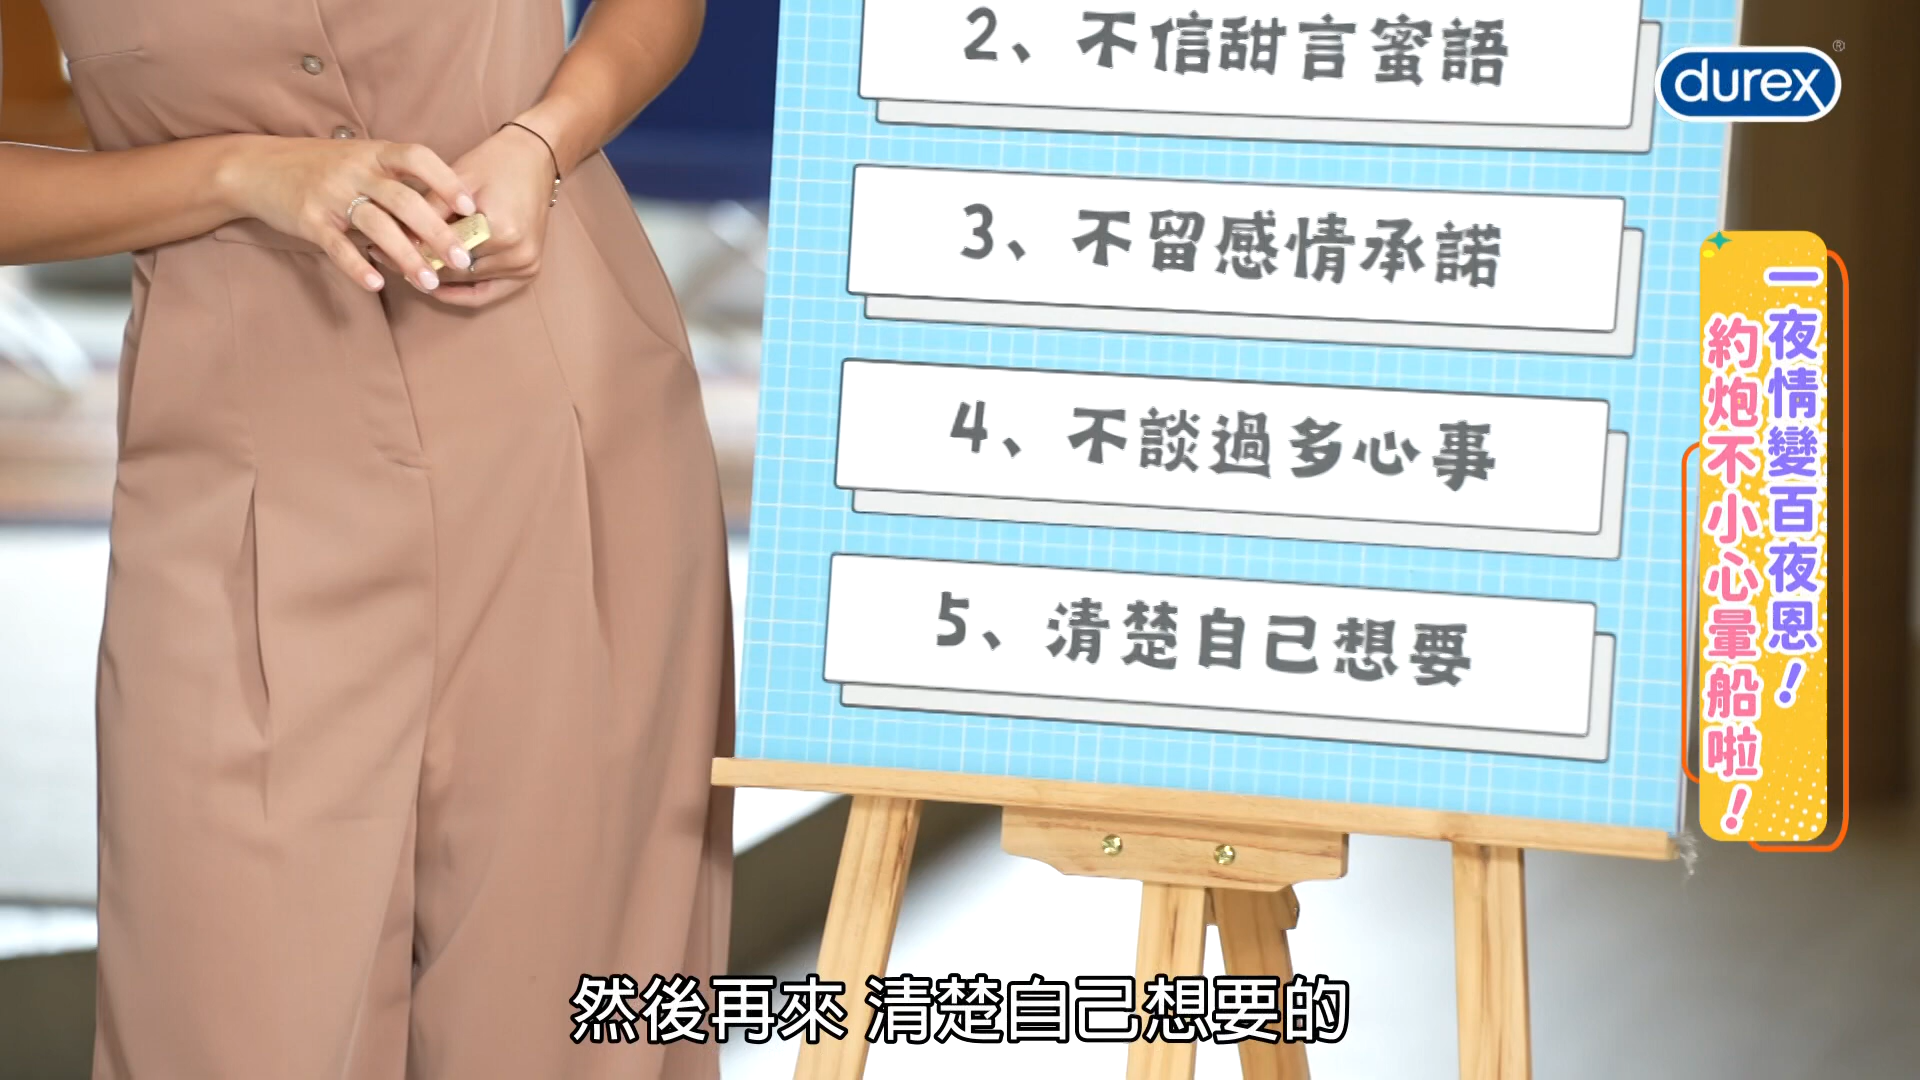 2、不信甜言蜜語
3、不留感情承諾
4、不談過多心事
5、清楚自己想要
durex
®
一夜情變百夜恩！
約炮不小心暈船啦！
然後再來 清楚自己想要的